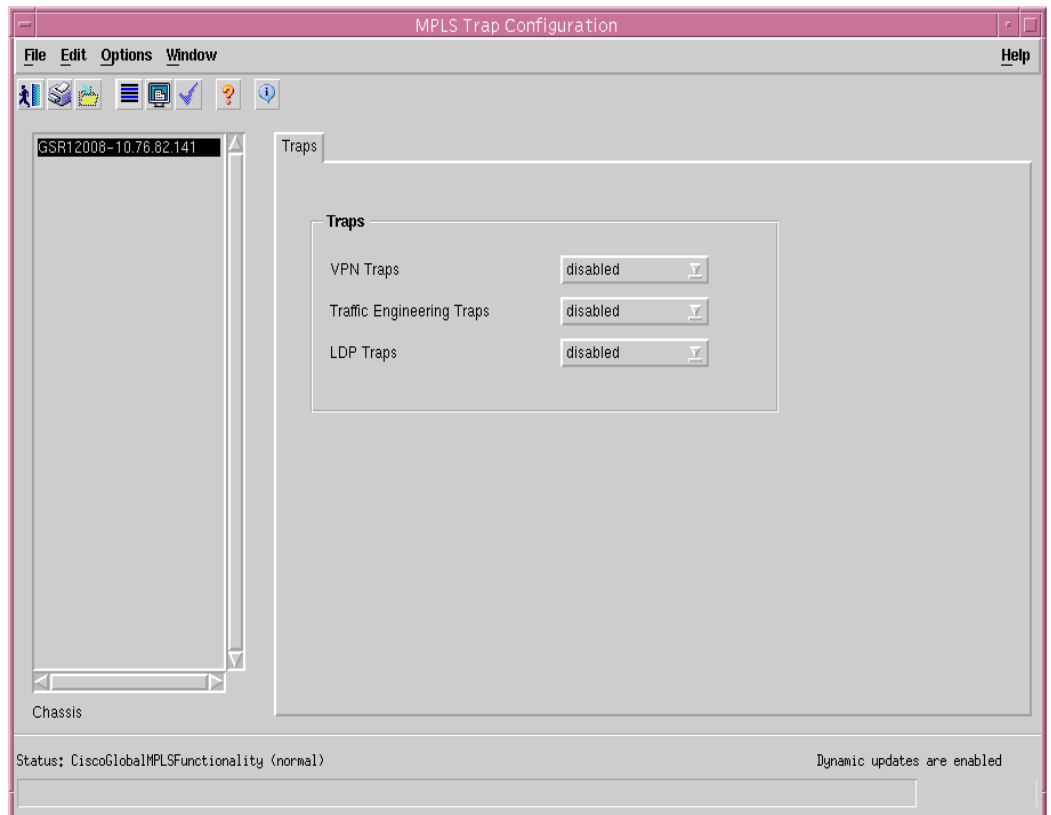 MPLS Trap Configuration
File Edit Options Window Help
GSR12008-10.76.82.141
Traps
Traps
VPN Traps disabled
Traffic Engineering Traps disabled
LDP Traps disabled
Chassis
Status: CiscoGlobalMPLSFunctionality (normal) Dynamic updates are enabled